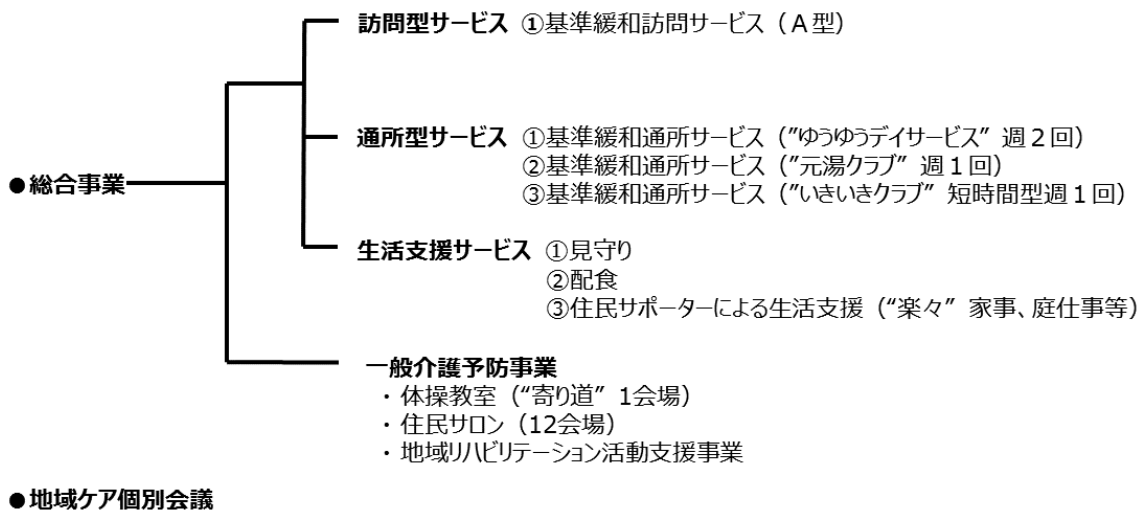 訪問型サービス ①基準緩和訪問サービス（A型）
通所型サービス ①基準緩和通所サービス（”ゆうゆうデイサービス” 週２回）
②基準緩和通所サービス（”元湯クラブ” 週１回）
●総合事業
③基準緩和通所サービス（”いきいきクラブ” 短時間型週１回）
生活支援サービス ①見守り
②配食
③住民サポーターによる生活支援（“楽々” 家事、庭仕事等）
一般介護予防事業
・体操教室（“寄り道” 1会場）
・住民サロン（12会場）
・地域リハビリテーション活動支援事業
●地域ケア個別会議